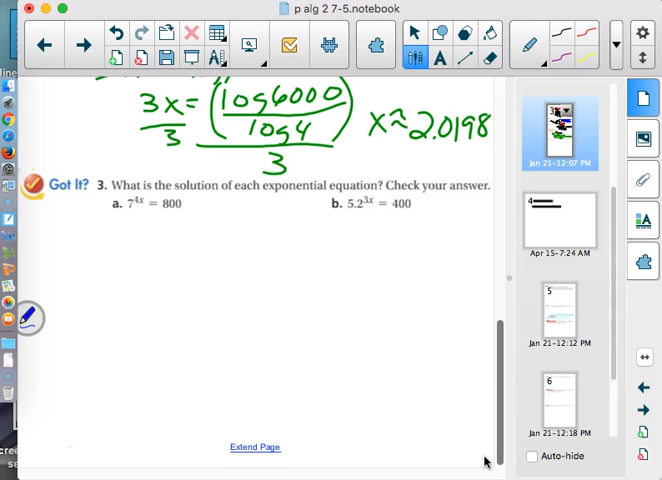 p alg 2 7-5.notebook
3x = (log6000
3 log4)
3
x≈2.0198
Got It? 3. What is the solution of each exponential equation? Check your answer.
a. 7^{4x} = 800 b. 5.2^{3x} = 400
Extend Page
3
Jan 21-12:07 PM
4
Apr 15-7:24 AM
5
Jan 21-12:12 PM
6
Jan 21-12:18 PM
Auto-hide